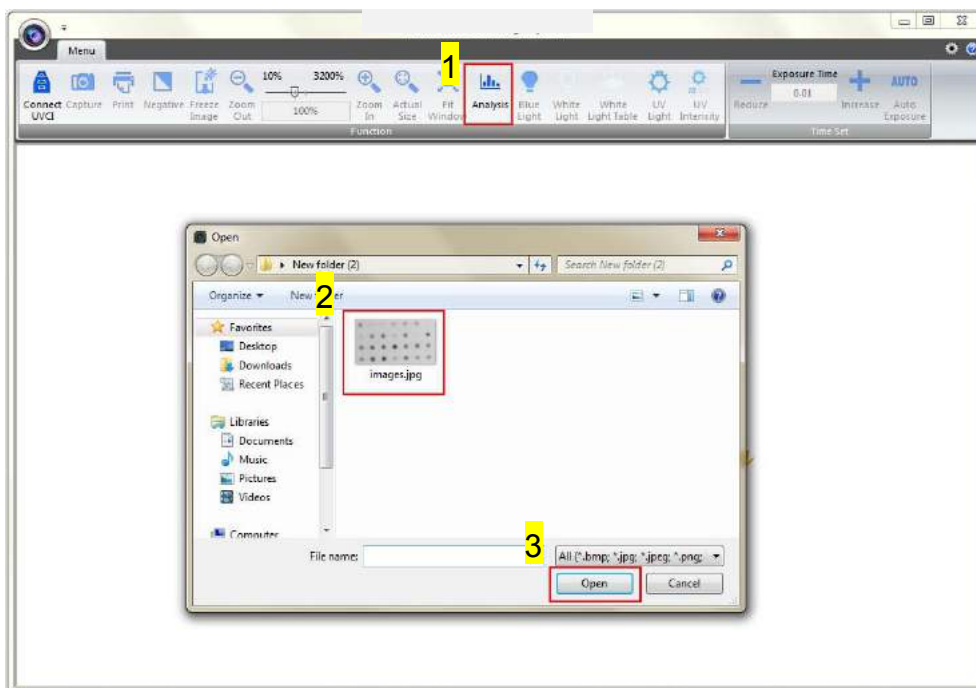 Menu
1
10% 3200%
Connect UVCI
Capture
Print
Negative
Freeze Image
Zoom Out
100%
Zoom In
Actual Size
Fit Window
Analysis
Blue Light
White Light
White Light Table
UV Light
UV Intensity
Function
Exposure Time
0.01
Reduce
Increase
AUTO
Auto Exposure
Time Set
Open
New folder (2)
Search New folder (2)
Organize
New
2
Favorites
Desktop
Downloads
Recent Places
Libraries
Documents
Music
Pictures
Videos
Computer
images.jpg
File name:
3
All (*.bmp; *.jpg; *.jpeg; *.png;
Open
Cancel